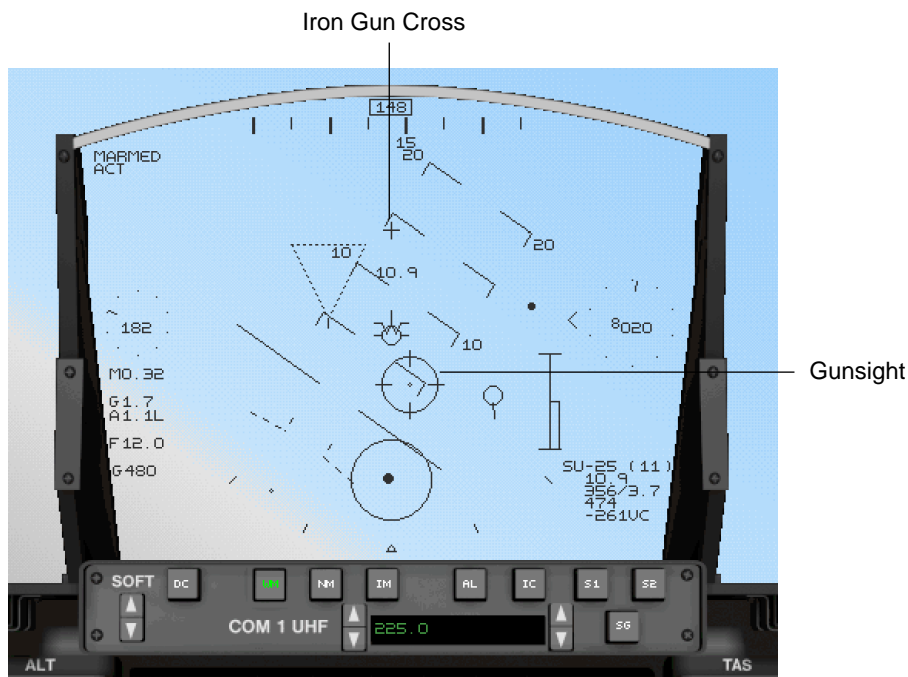 Iron Gun Cross
148
15
20
MARMED
ACT
20
10
10.9
182
8020
10
Gunsight
M0.32
G1.7
A1.1L
F12.0
G480
SU-25 (11)
10.9
356/3.7
474
-261VC
SOFT
DC
WM
NM
IM
AL
IC
S1
S2
COM 1 UHF
225.0
SG
ALT
TAS